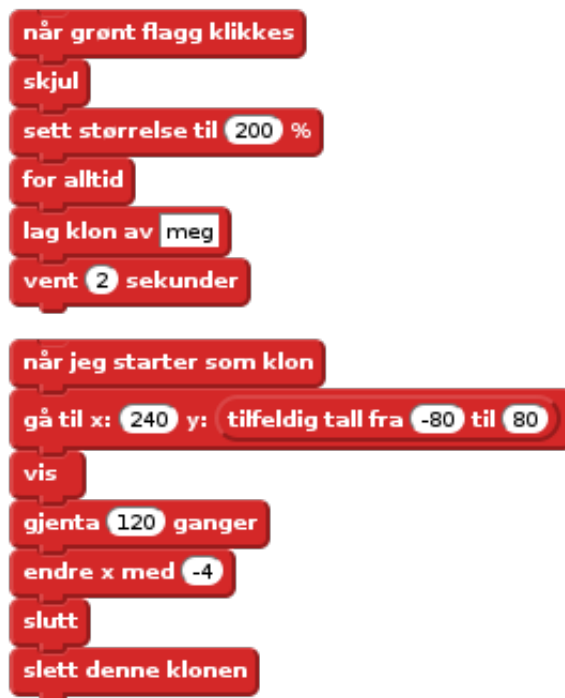 når grønt flagg klikkes
skjul
sett størrelse til 200 %
for alltid
lag klon av meg
vent 2 sekunder
når jeg starter som klon
gå til x: 240 y: tilfeldig tall fra -80 til 80
vis
gjenta 120 ganger
endre x med -4
slutt
slett denne klonen